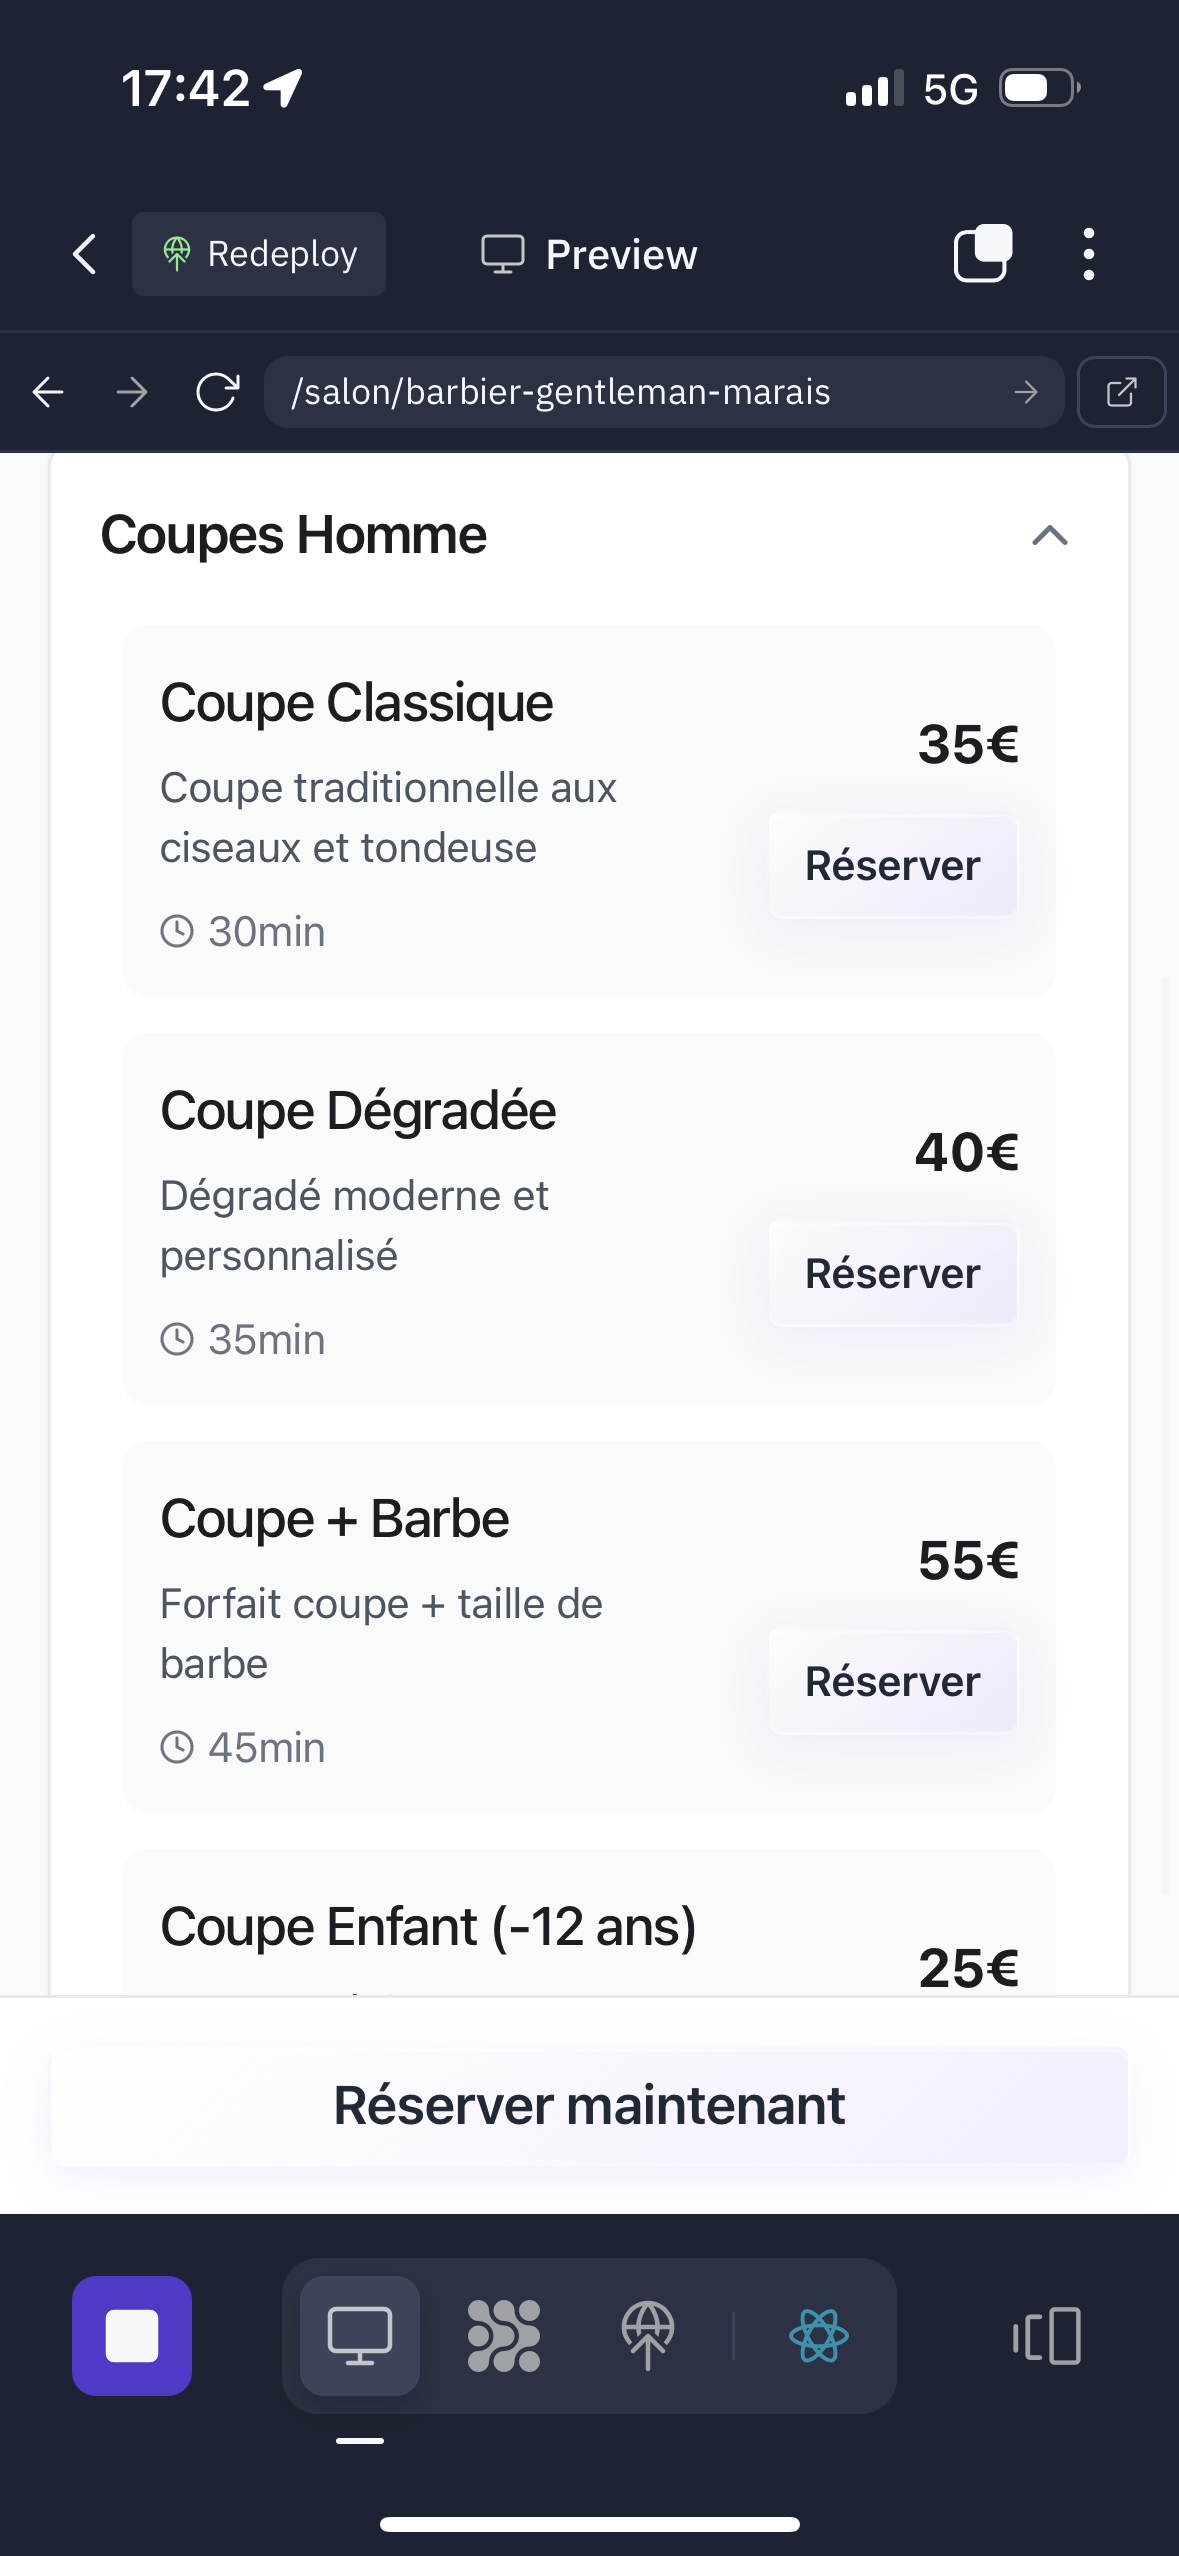 17:42
5G
Redeploy
Preview
/salon/barbier-gentleman-marais
Coupes Homme
Coupe Classique
35€
Coupe traditionnelle aux
ciseaux et tondeuse
Réserver
30min
Coupe Dégradée
40€
Dégradé moderne et
personnalisé
Réserver
35min
Coupe + Barbe
55€
Forfait coupe + taille de
barbe
Réserver
45min
Coupe Enfant (-12 ans)
25€
Réserver maintenant